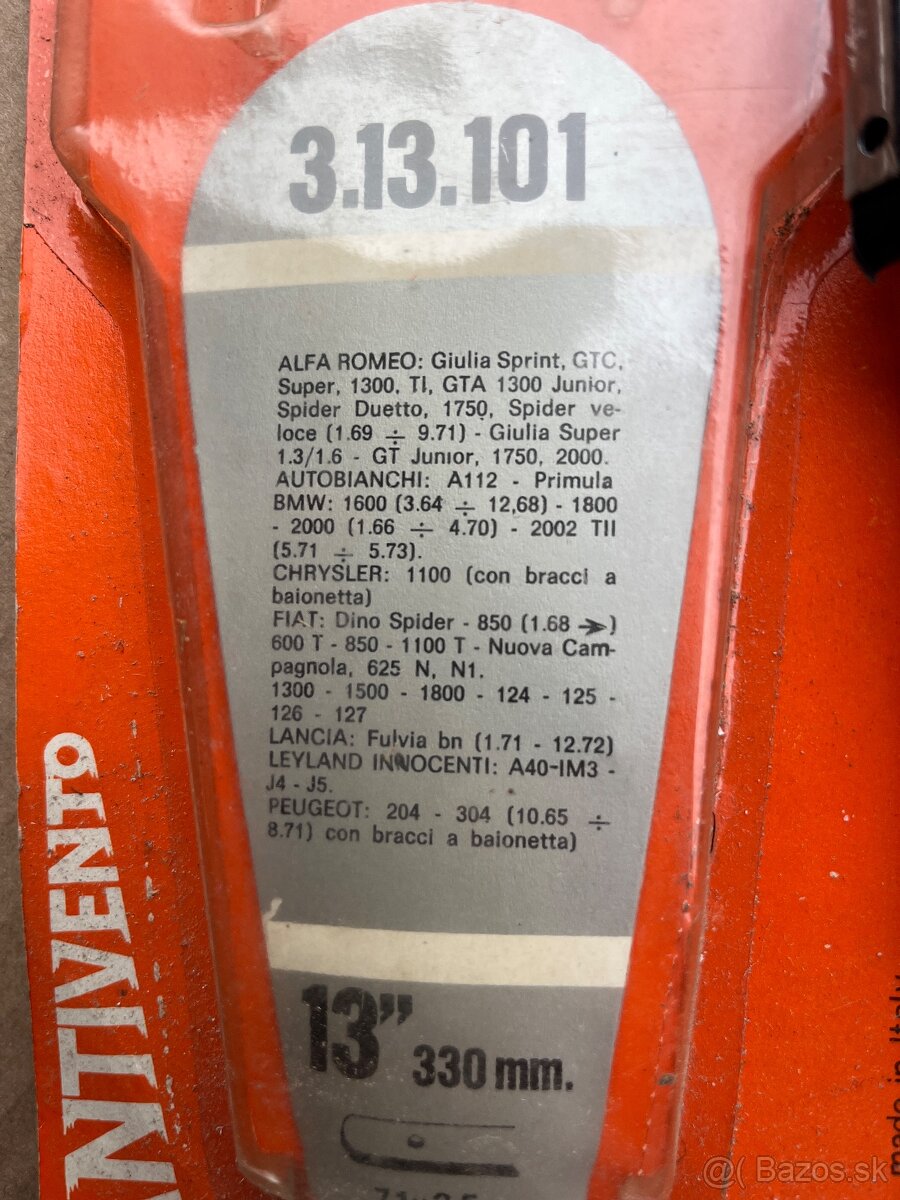 3.13.101
ALFA ROMEO: Giulia Sprint, GTC,
Super, 1300, TI, GTA 1300 Junior,
Spider Duetto, 1750, Spider ve-
loce (1.69 ÷ 9.71) - Giulia Super
1.3/1.6 - GT Junior, 1750, 2000.
AUTOBIANCHI: A112 - Primula
BMW: 1600 (3.64 ÷ 12,68) - 1800
- 2000 (1.66 ÷ 4.70) - 2002 TII
(5.71 ÷ 5.73).
CHRYSLER: 1100 (con bracci a
baionetta)
FIAT: Dino Spider - 850 (1.68 ➔)
600 T - 850 - 1100 T - Nuova Cam-
pagnola, 625 N, N1.
1300 - 1500 - 1800 - 124 - 125 -
126 - 127
LANCIA: Fulvia bn (1.71 - 12.72)
LEYLAND INNOCENTI: A40-IM3 -
J4 - J5.
PEUGEOT: 204 - 304 (10.65 ÷
8.71) con bracci a baionetta)
13” 330 mm.
ANTIVENTO
made in Italy
@( Bazos.sk